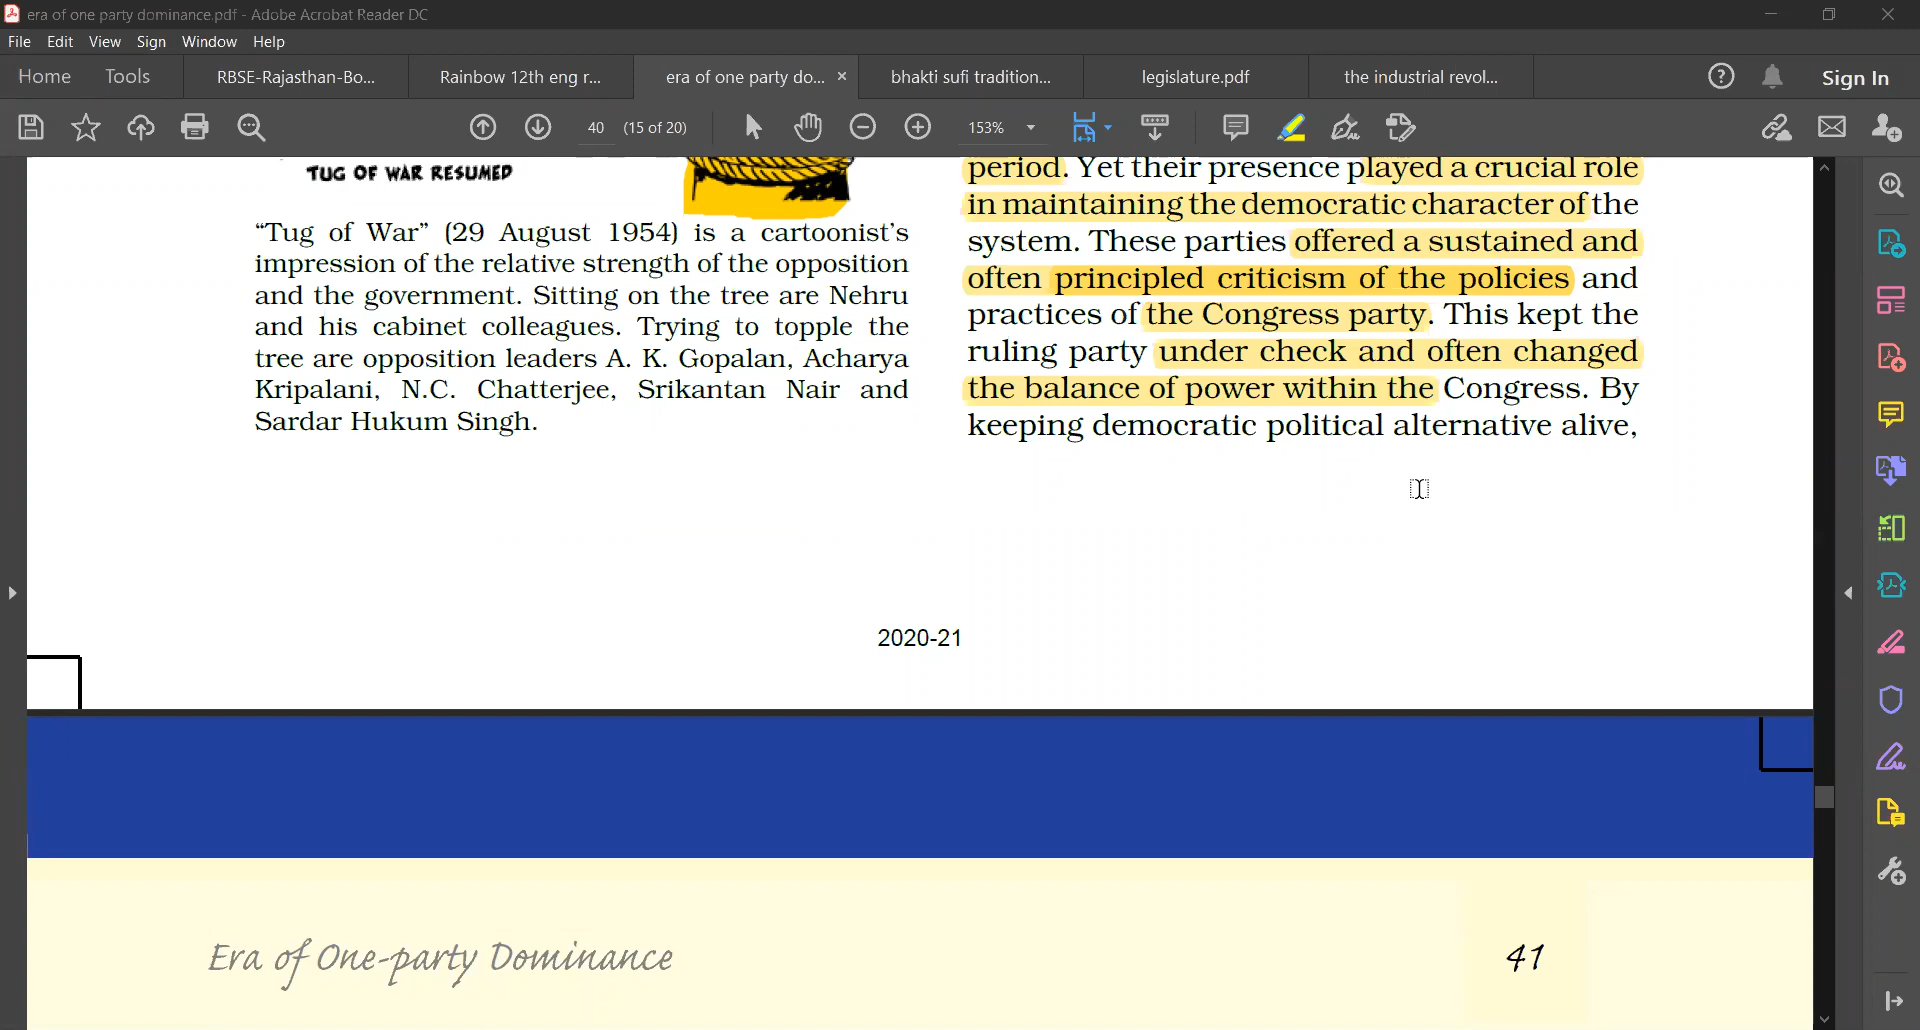 era of one party dominance.pdf - Adobe Acrobat Reader DC
File Edit View Sign Window Help
Home Tools RBSE-Rajasthan-Bo... Rainbow 12th eng r... era of one party do... × bhakti sufi tradition... legislature.pdf the industrial revol... Sign In
40 (15 of 20) 153%
TUG OF WAR RESUMED
“Tug of War” (29 August 1954) is a cartoonist’s
impression of the relative strength of the opposition
and the government. Sitting on the tree are Nehru
and his cabinet colleagues. Trying to topple the
tree are opposition leaders A. K. Gopalan, Acharya
Kripalani, N.C. Chatterjee, Srikantan Nair and
Sardar Hukum Singh.
period. Yet their presence played a crucial role
in maintaining the democratic character of the
system. These parties offered a sustained and
often principled criticism of the policies and
practices of the Congress party. This kept the
ruling party under check and often changed
the balance of power within the Congress. By
keeping democratic political alternative alive,
2020-21
Era of One-party Dominance 41